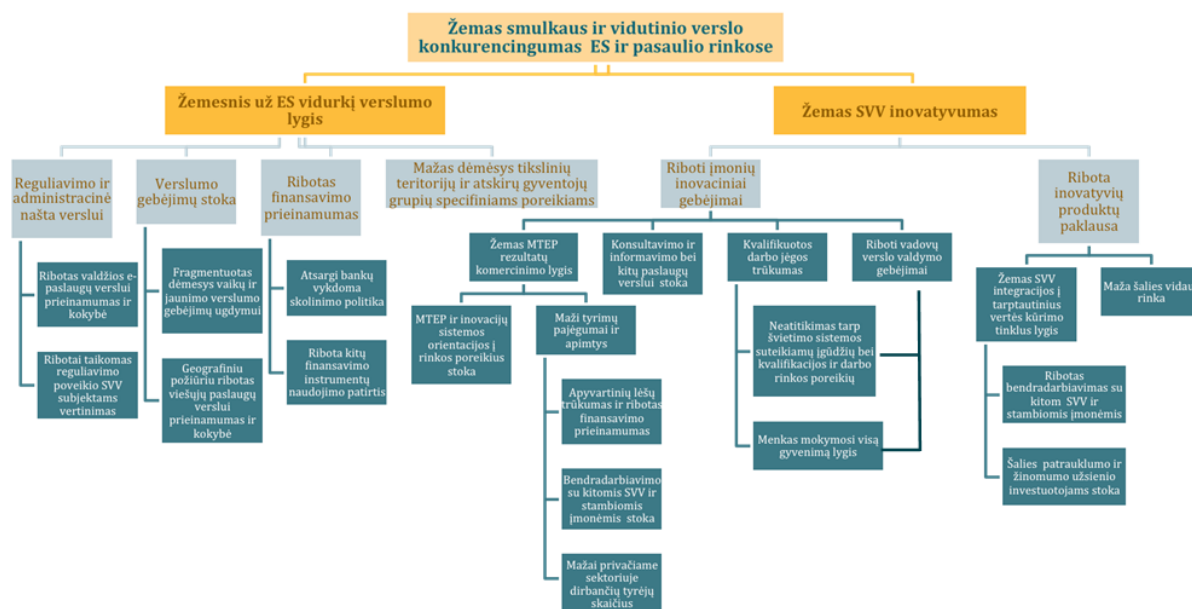 Žemas smulkaus ir vidutinio verslo
konkurencingumas ES ir pasaulio rinkose
Žemesnis už ES vidurkį verslumo
lygis
Žemas SVV inovatyvumas
Reguliavimo ir
administracinė
našta verslui
Verslumo
gebėjimų stoka
Ribotas
finansavimo
prieinamumas
Mažas dėmėsys tikslinių
teritorijų ir atskirų gyventojų
grupių specifiniams poreikiams
Riboti įmonių
inovaciniai
gebėjimai
Ribota
inovatyvių
produktų
paklausa
Ribotas valdžios e-
paslaugų verslui
prieinamumas ir
kokybė
Ribotai taikomas
reguliavimo
poveikio SVV
subjektams
vertinimas
Fragmentuotas
dėmesys vaikų ir
jaunimo verslumo
gebėjimų ugdymui
Geografiniu
požiūriu ribotas
viešųjų paslaugų
verslui
prieinamumas ir
kokybė
Atsargi bankų
vykdoma
skolinimo politika
Ribota kitų
finansavimo
instrumentų
naudojimo patirtis
Žemas MTEP
rezultatų
komercinimo lygis
MTEP ir inovacijų
sistemos
orientacijos į
rinkos poreikius
stoka
Maži tyrimų
pajėgumai ir
apimtys
Apyvartinių lėšų
trūkumas ir ribotas
finansavimo
prieinamumas
Bendradarbiavimo
su kitomis SVV ir
stambiomis
įmonėmis stoka
Mažai privačiame
sektoriuje
dirbančių tyrėjų
skaičius
Konsultavimo ir
informavimo bei
kitų paslaugų
verslui stoka
Kvalifikuotos
darbo jėgos
trūkumas
Riboti vadovų
verslo valdymo
gebėjimai
Neatitikimas tarp
švietimo sistemos
suteikiamų įgūdžių bei
kvalifikacijos ir darbo
rinkos poreikių
Menkas mokymosi visą
gyvenimą lygis
Žemas SVV
integracijos į
tarptautinius
vertės kūrimo
tinklus lygis
Maža šalies vidaus
rinka
Ribotas
bendradarbiavimas su
kitom SVV ir
stambiomis įmonėmis
Šalies patrauklumo ir
žinomumo užsienio
investuotojams stoka